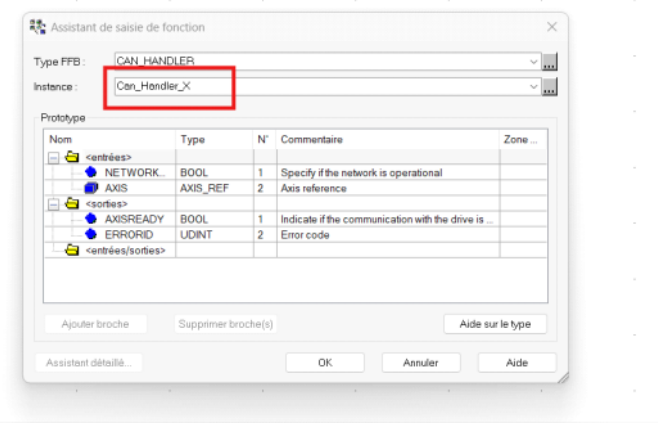 Assistant de saisie de fonction
Type FFB : CAN_HANDLER ...
Instance : Can_Handler_X ...
Prototype
Nom Type N° Commentaire Zone ...
<entrées>
NETWORK... BOOL 1 Specify if the network is operational
AXIS AXIS_REF 2 Axis reference
<sorties>
AXISREADY BOOL 1 Indicate if the communication with the drive is ...
ERRORID UDINT 2 Error code
<entrées/sorties>
Ajouter broche Supprimer broche(s) Aide sur le type
Assistant détaillé... OK Annuler Aide